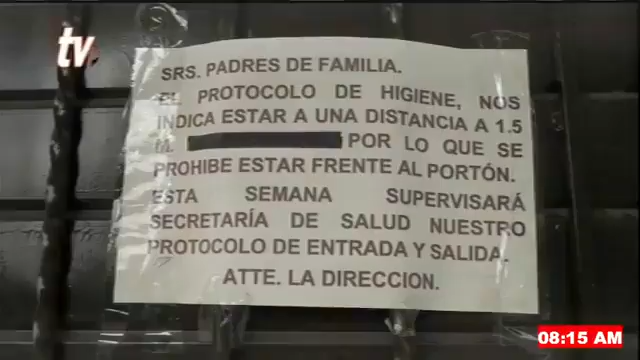 tv
SRS. PADRES DE FAMILIA.
EL PROTOCOLO DE HIGIENE, NOS
INDICA ESTAR A UNA DISTANCIA A 1.5
M. POR LO QUE SE
PROHIBE ESTAR FRENTE AL PORTÓN.
ESTA SEMANA SUPERVISARÁ
SECRETARÍA DE SALUD NUESTRO
PROTOCOLO DE ENTRADA Y SALIDA.
ATTE. LA DIRECCION.
08:15 AM